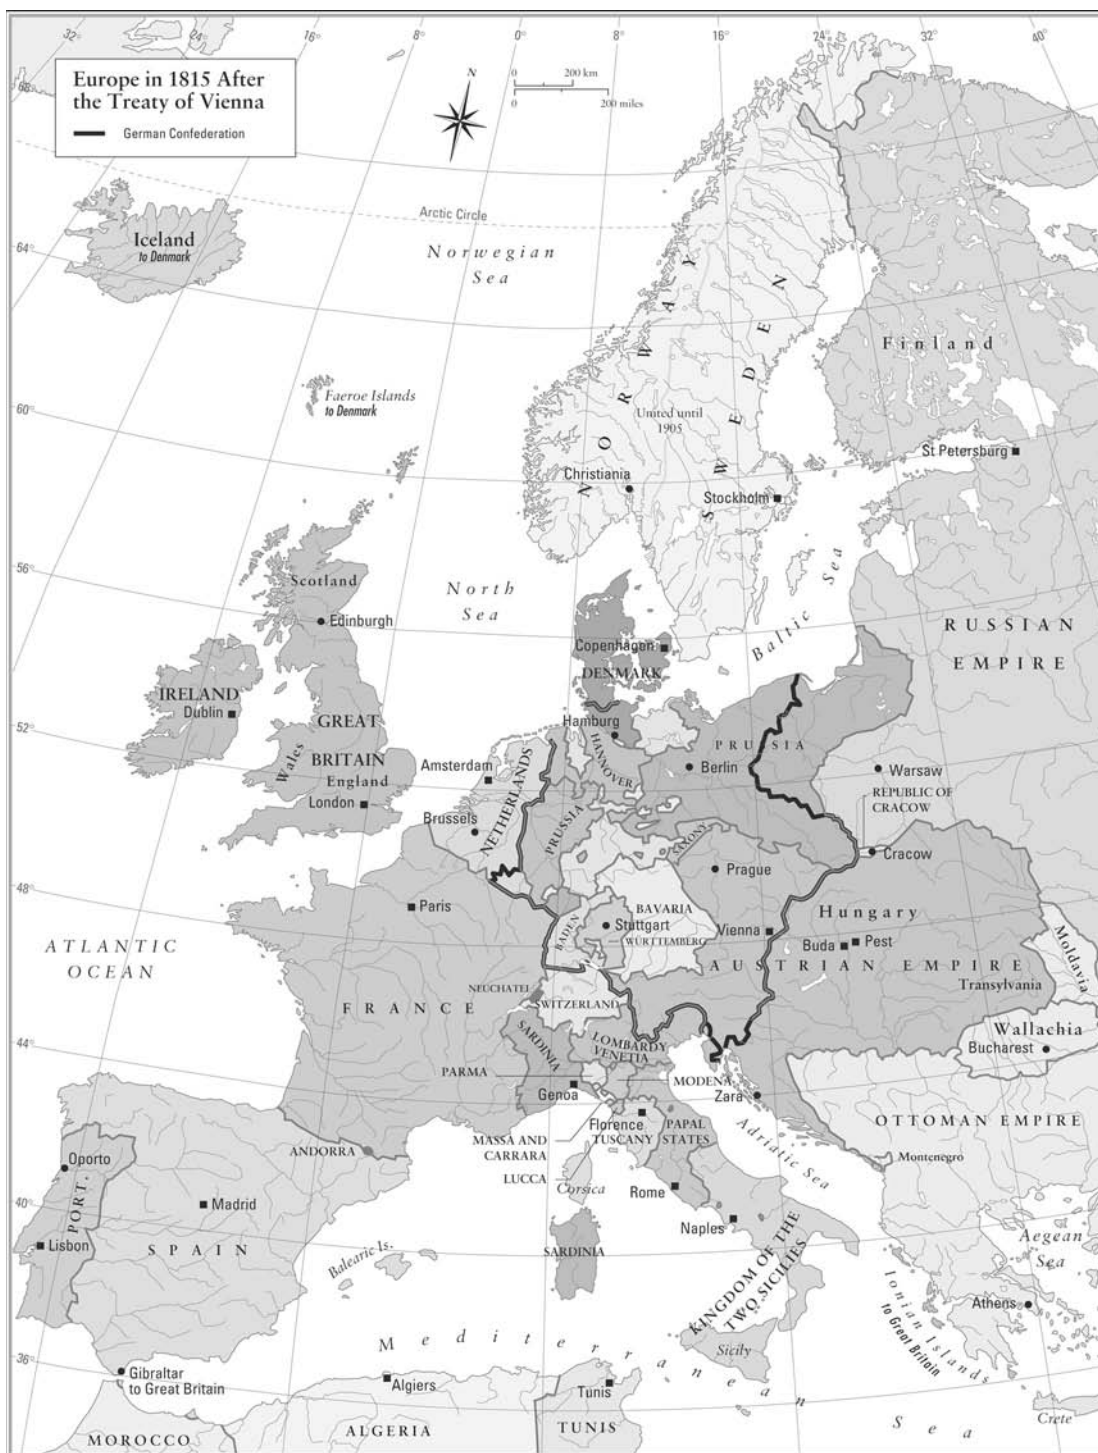 32°
24°
16°
8°
0°
8°
16°
24°
32°
40°
Europe in 1815 After
the Treaty of Vienna
German Confederation
N
0 200 km
0 200 miles
68°
Arctic Circle
Iceland
to Denmark
64°
Norwegian
Sea
NORWAY
SWEDEN
United until
1905
Finland
Faeroe Islands
to Denmark
60°
St Petersburg
Christiania
Stockholm
56°
Scotland
Edinburgh
North
Sea
Baltic Sea
RUSSIAN
EMPIRE
Copenhagen
DENMARK
IRELAND
Dublin
GREAT
BRITAIN
Wales
England
London
52°
Hamburg
HANNOVER
PRUSSIA
Berlin
Warsaw
REPUBLIC OF
CRACOW
Cracow
Amsterdam
NETHERLANDS
Brussels
PRUSSIA
SAXONY
Prague
48°
Paris
BADEN
Stuttgart
WÜRTTEMBERG
BAVARIA
Vienna
Hungary
Buda
Pest
AUSTRIAN EMPIRE
Transylvania
Moldavia
ATLANTIC
OCEAN
FRANCE
NEUCHATEL
SWITZERLAND
Wallachia
Bucharest
44°
SARDINIA
LOMBARDY
VENETIA
PARMA
Genoa
MODENA
Zara
OTTOMAN EMPIRE
Montenegro
Florence
TUSCANY
PAPAL
STATES
Adriatic Sea
MASSA AND
CARRARA
LUCCA
ANDORRA
Corsica
Rome
Naples
Oporto
PORT.
Madrid
40°
Lisbon
SPAIN
Balearic Is.
SARDINIA
KINGDOM OF THE
TWO SICILIES
Aegean
Sea
Athens
Ionian Islands
to Great Britain
Sicily
Mediterranean Sea
36°
Gibraltar
to Great Britain
Algiers
Tunis
MOROCCO
ALGERIA
TUNIS
Crete